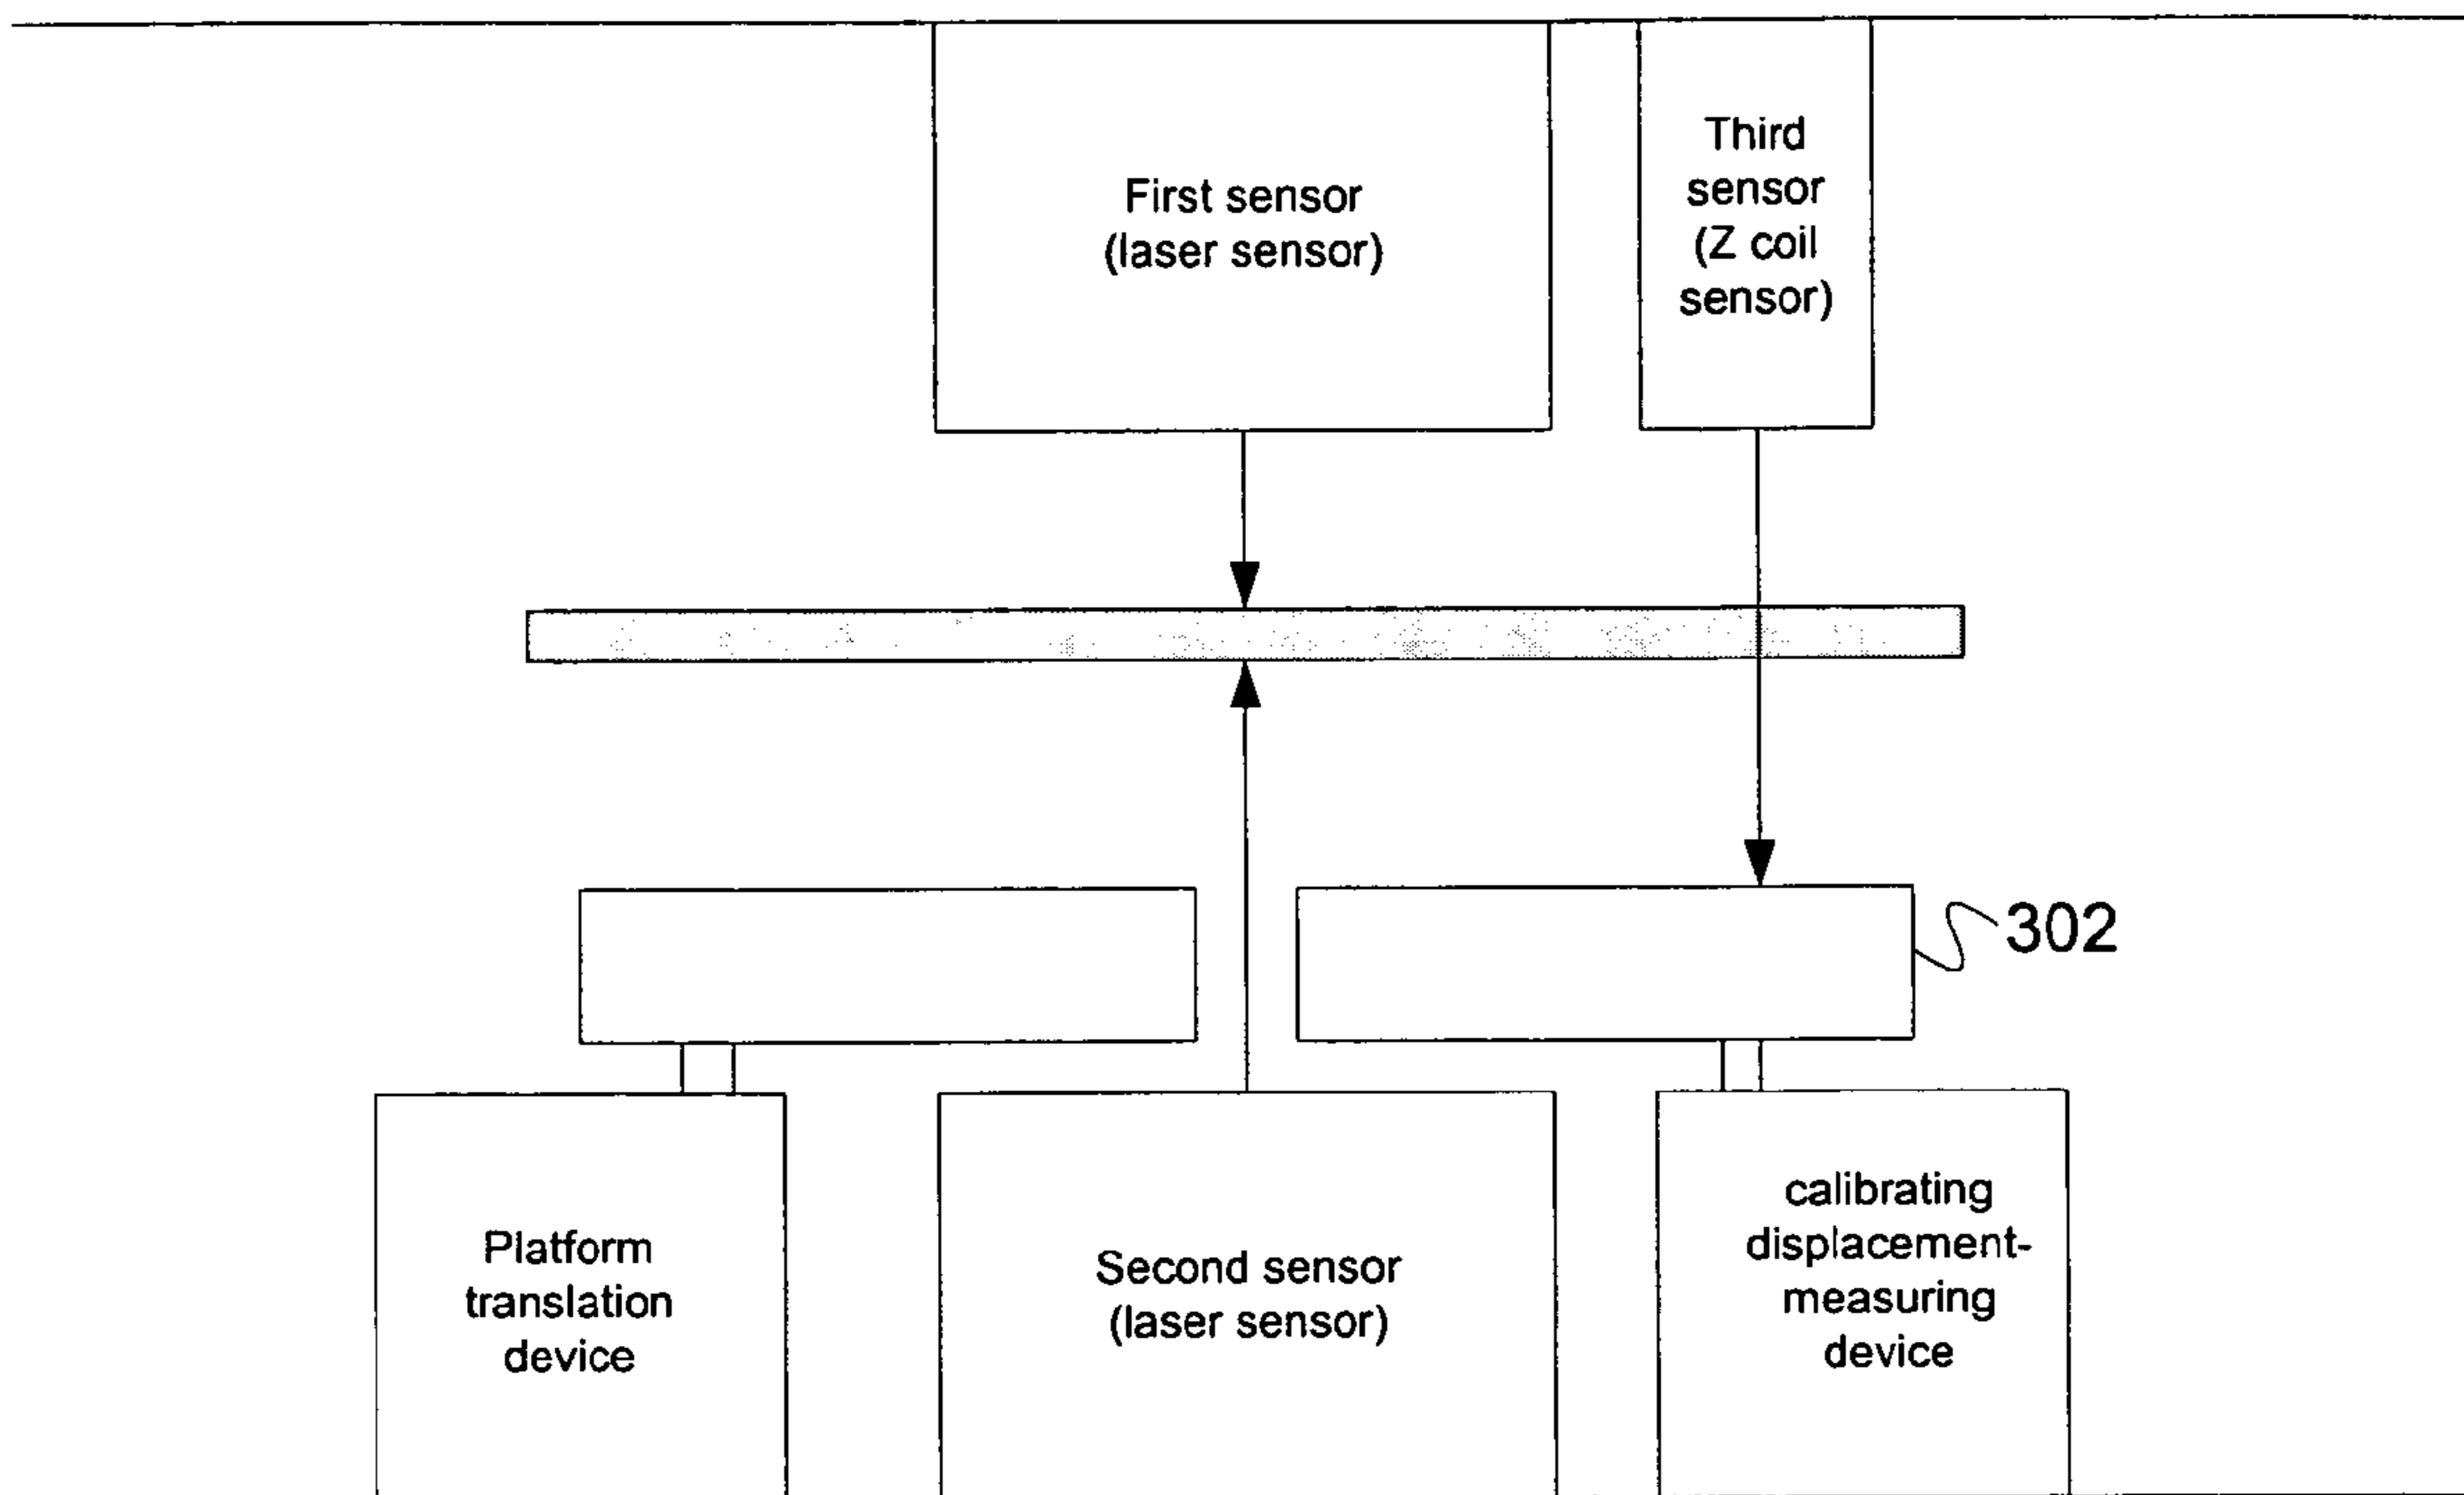 First sensor
(laser sensor)
Third
sensor
(Z coil
sensor)
302
Platform
translation
device
Second sensor
(laser sensor)
calibrating
displacement-
measuring
device